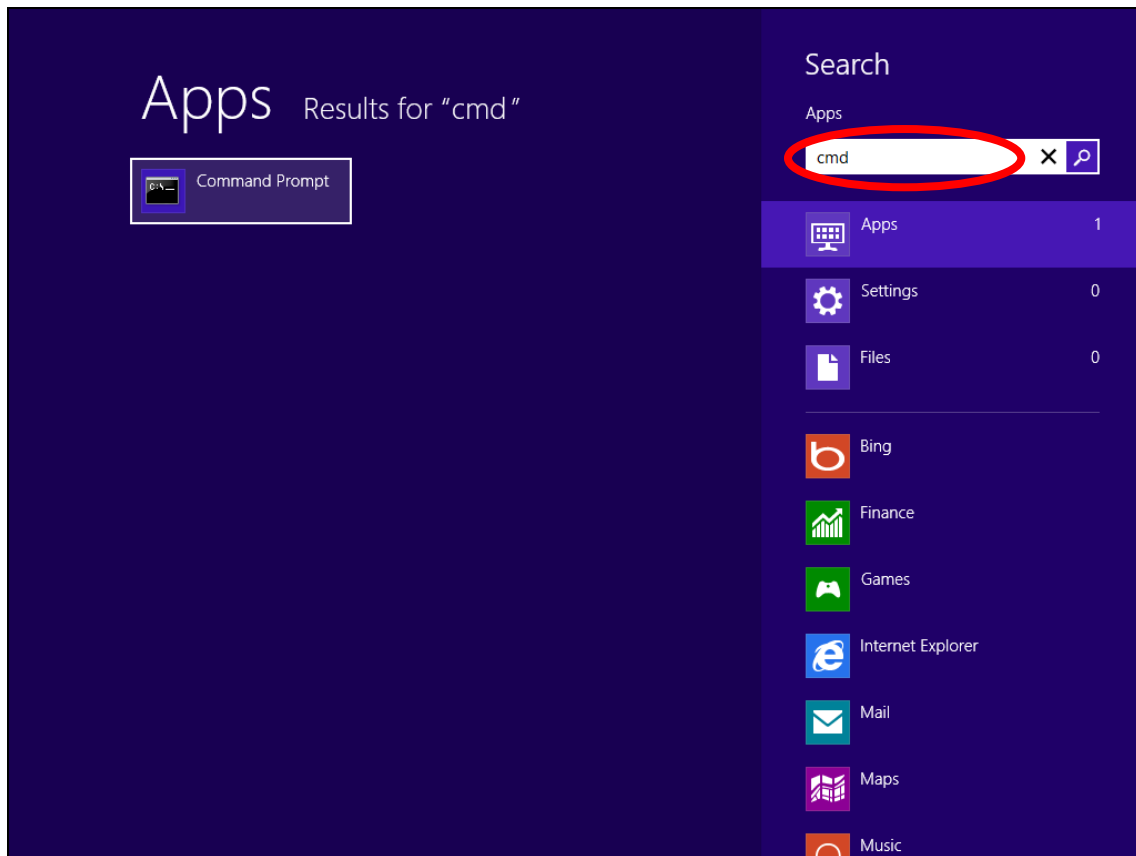 Apps Results for “cmd”
Command Prompt
Search
Apps
cmd
Apps 1
Settings 0
Files 0
Bing
Finance
Games
Internet Explorer
Mail
Maps
Music